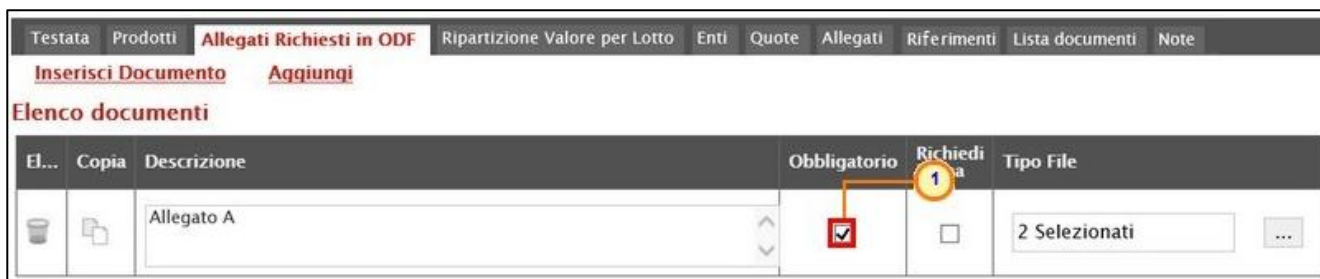 Testata Prodotti Allegati Richiesti in ODF Ripartizione Valore per Lotto Enti Quote Allegati Riferimenti Lista documenti Note
Inserisci Documento Aggiungi
Elenco documenti
El... Copia Descrizione Obbligatorio Richiedi Tipo File
1
Allegato A 2 Selezionati ...